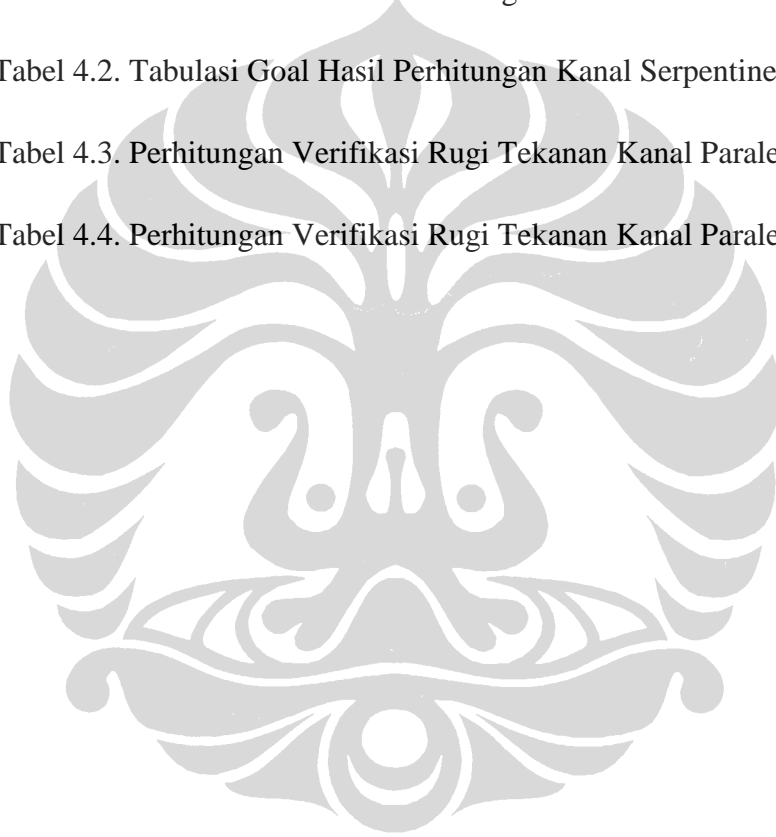 Tabel 4.2. Tabulasi Goal Hasil Perhitungan Kanal Serpentine
Tabel 4.3. Perhitungan Verifikasi Rugi Tekanan Kanal Parale
Tabel 4.4. Perhitungan Verifikasi Rugi Tekanan Kanal Parale